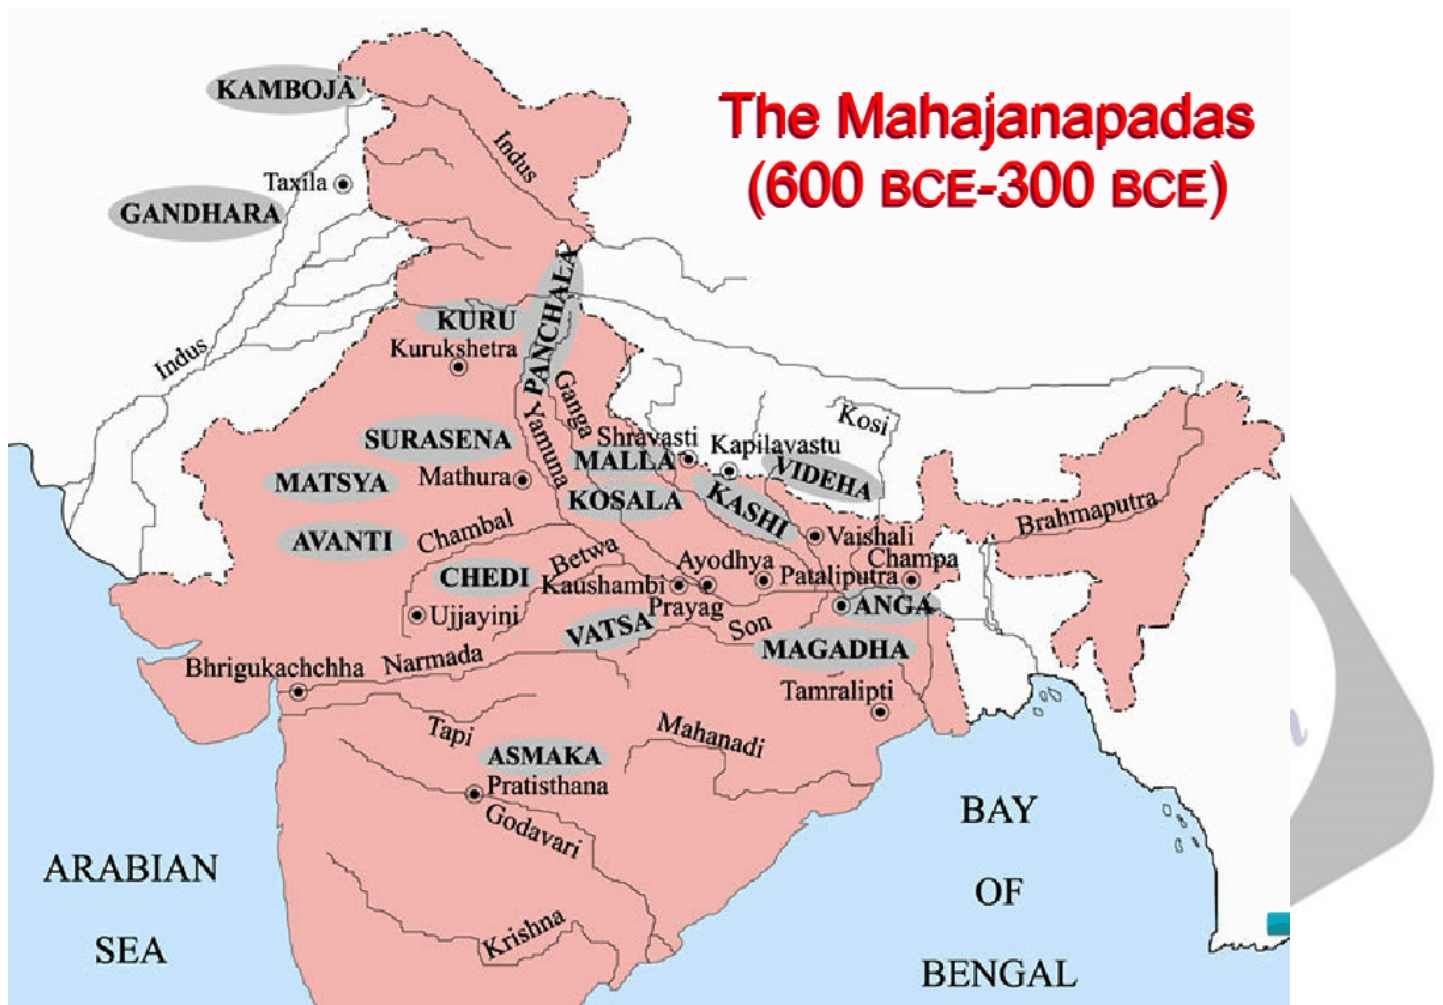 The Mahajanapadas
(600 BCE-300 BCE)
KAMBOJA
Indus
Taxila
GANDHARA
PANCHALA
KURU
Kurukshetra
Indus
Ganga
Yamuna
Kosi
SURASENA
Shravasti
Kapilavastu
MALLA
VIDEHA
Mathura
MATSYA
KOSALA
KASHI
Brahmaputra
AVANTI
Chambal
Vaishali
Betwa
Ayodhya
Champa
CHEDI
Kaushambi
Pataliputra
Prayag
ANGA
Ujjayini
VATSA
Son
MAGADHA
Bhrigukachchha
Narmada
Tamralipti
Tapi
Mahanadi
ASMAKA
Pratisthana
Godavari
Krishna
ARABIAN
SEA
BAY
OF
BENGAL